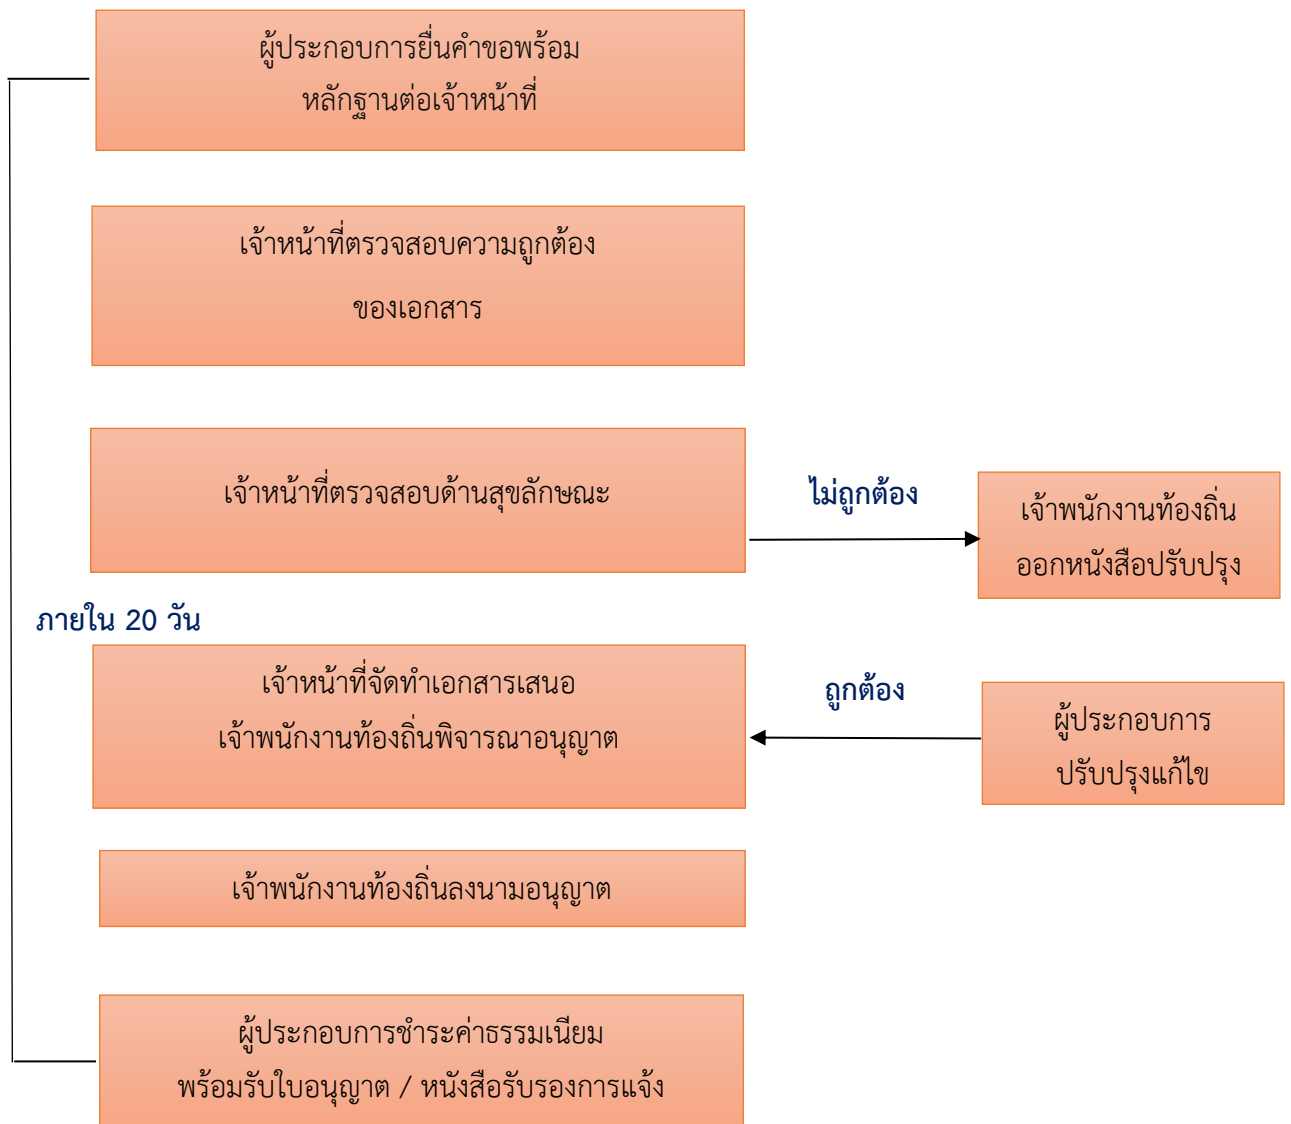 ผู้ประกอบการยื่นคำขอพร้อม
หลักฐานต่อเจ้าหน้าที่
เจ้าหน้าที่ตรวจสอบความถูกต้อง
ของเอกสาร
เจ้าหน้าที่ตรวจสอบด้านสุขลักษณะ
ไม่ถูกต้อง
เจ้าพนักงานท้องถิ่น
ออกหนังสือปรับปรุง
ภายใน 20 วัน
เจ้าหน้าที่จัดทำเอกสารเสนอ
เจ้าพนักงานท้องถิ่นพิจารณาอนุญาต
ถูกต้อง
ผู้ประกอบการ
ปรับปรุงแก้ไข
เจ้าพนักงานท้องถิ่นลงนามอนุญาต
ผู้ประกอบการชำระค่าธรรมเนียม
พร้อมรับใบอนุญาต / หนังสือรับรองการแจ้ง